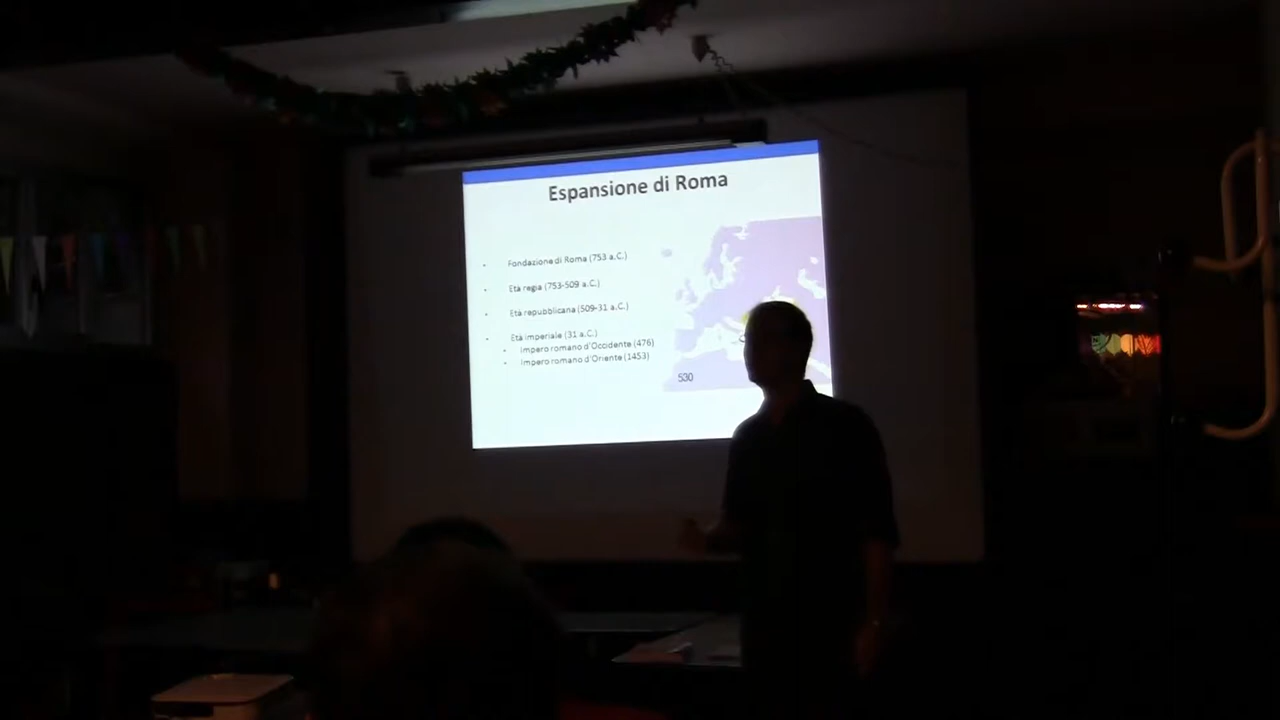 Espansione di Roma
- Fondazione di Roma (753 a.C.)
- Età regia (753-509 a.C.)
- Età repubblicana (509-31 a.C.)
- Età imperiale (31 a.C.)
• Impero romano d'Occidente (476)
• Impero romano d'Oriente (1453)
530